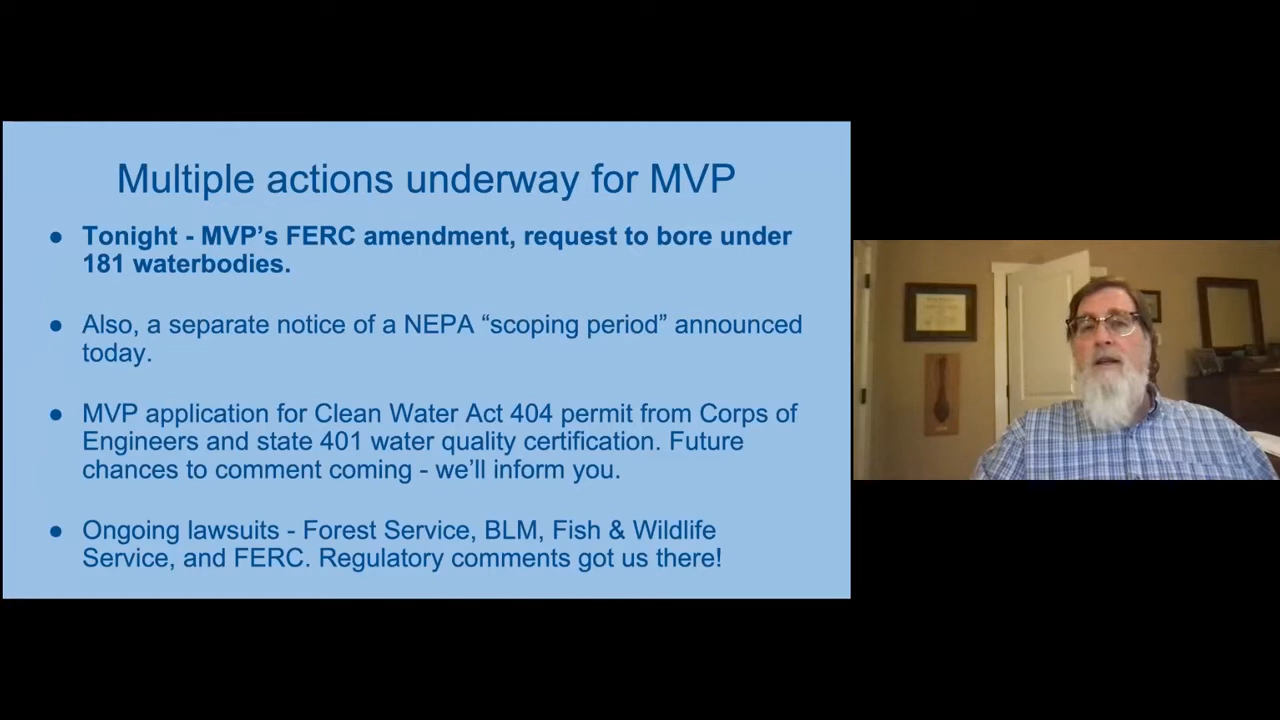 Multiple actions underway for MVP
● Tonight - MVP’s FERC amendment, request to bore under
181 waterbodies.
● Also, a separate notice of a NEPA “scoping period” announced
today.
● MVP application for Clean Water Act 404 permit from Corps of
Engineers and state 401 water quality certification. Future
chances to comment coming - we’ll inform you.
● Ongoing lawsuits - Forest Service, BLM, Fish & Wildlife
Service, and FERC. Regulatory comments got us there!